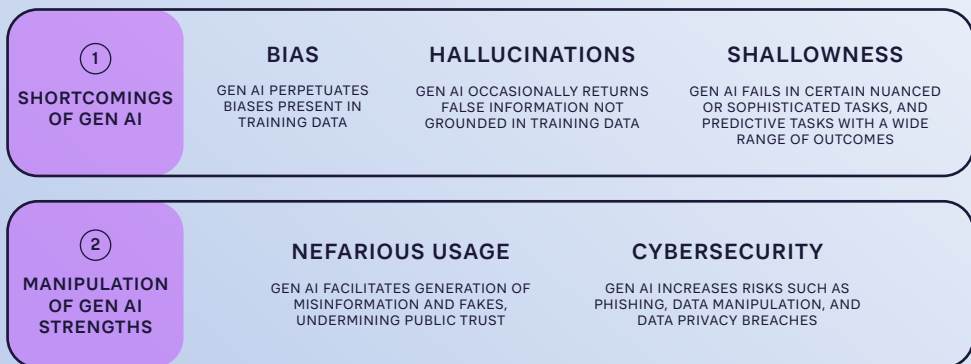 1
SHORTCOMINGS
OF GEN AI
BIAS
GEN AI PERPETUATES
BIASES PRESENT IN
TRAINING DATA
HALLUCINATIONS
GEN AI OCCASIONALLY RETURNS
FALSE INFORMATION NOT
GROUNDED IN TRAINING DATA
SHALLOWNESS
GEN AI FAILS IN CERTAIN NUANCED
OR SOPHISTICATED TASKS, AND
PREDICTIVE TASKS WITH A WIDE
RANGE OF OUTCOMES
2
MANIPULATION
OF GEN AI
STRENGTHS
NEFARIOUS USAGE
GEN AI FACILITATES GENERATION OF
MISINFORMATION AND FAKES,
UNDERMINING PUBLIC TRUST
CYBERSECURITY
GEN AI INCREASES RISKS SUCH AS
PHISHING, DATA MANIPULATION, AND
DATA PRIVACY BREACHES